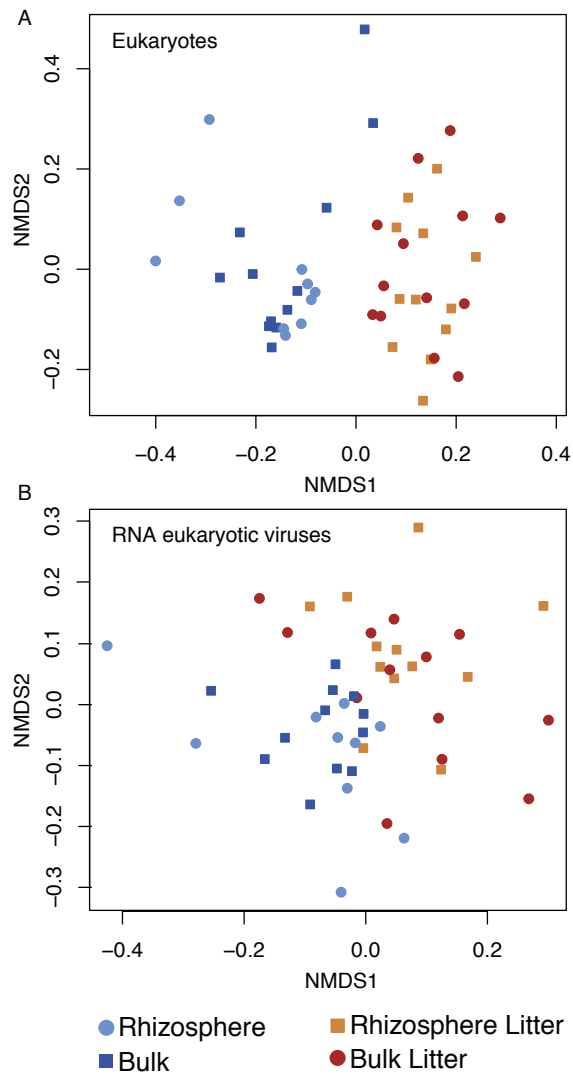 A
Eukaryotes
NMDS2
0.4
0.2
0.0
−0.2
−0.4
−0.2
0.0
0.2
0.4
NMDS1
B
RNA eukaryotic viruses
NMDS2
0.3
0.2
0.1
0.0
−0.1
−0.2
−0.3
−0.4
−0.2
0.0
0.2
NMDS1
Rhizosphere
Rhizosphere Litter
Bulk
Bulk Litter